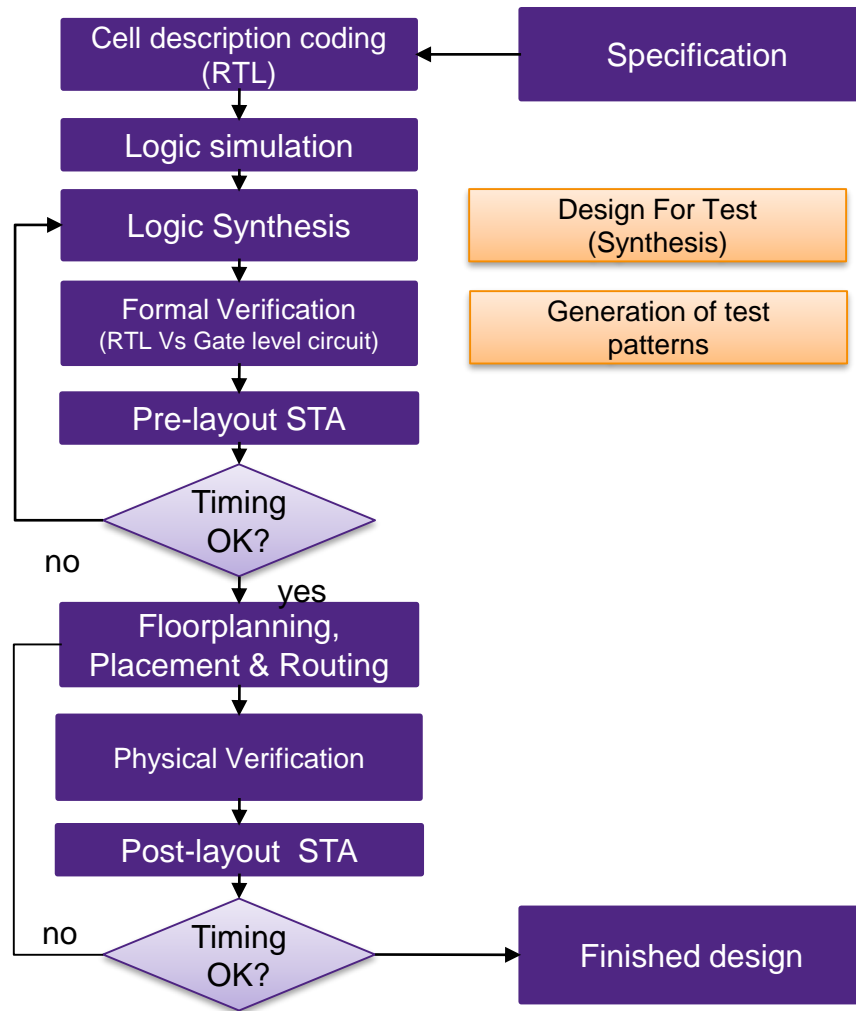 Cell description coding
(RTL)
Specification
Logic simulation
Logic Synthesis
Design For Test
(Synthesis)
Formal Verification
(RTL Vs Gate level circuit)
Generation of test
patterns
Pre-layout STA
Timing
OK?
no
yes
Floorplanning,
Placement & Routing
Physical Verification
Post-layout STA
no
Timing
OK?
Finished design